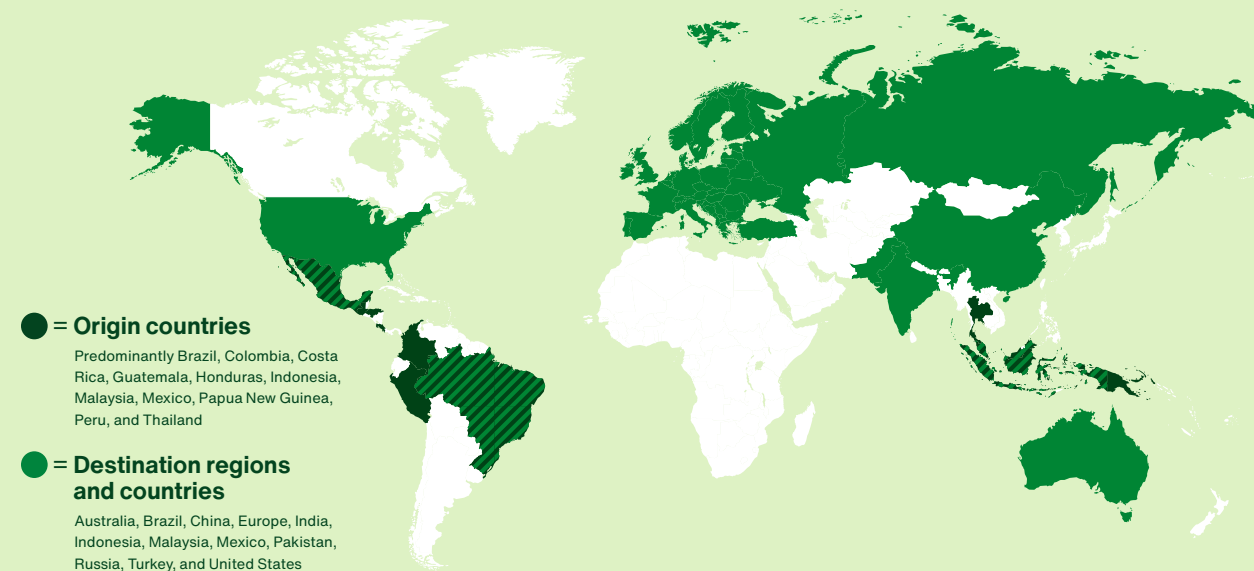 = Origin countries
Predominantly Brazil, Colombia, Costa
Rica, Guatemala, Honduras, Indonesia,
Malaysia, Mexico, Papua New Guinea,
Peru, and Thailand
= Destination regions
and countries
Australia, Brazil, China, Europe, India,
Indonesia, Malaysia, Mexico, Pakistan,
Russia, Turkey, and United States